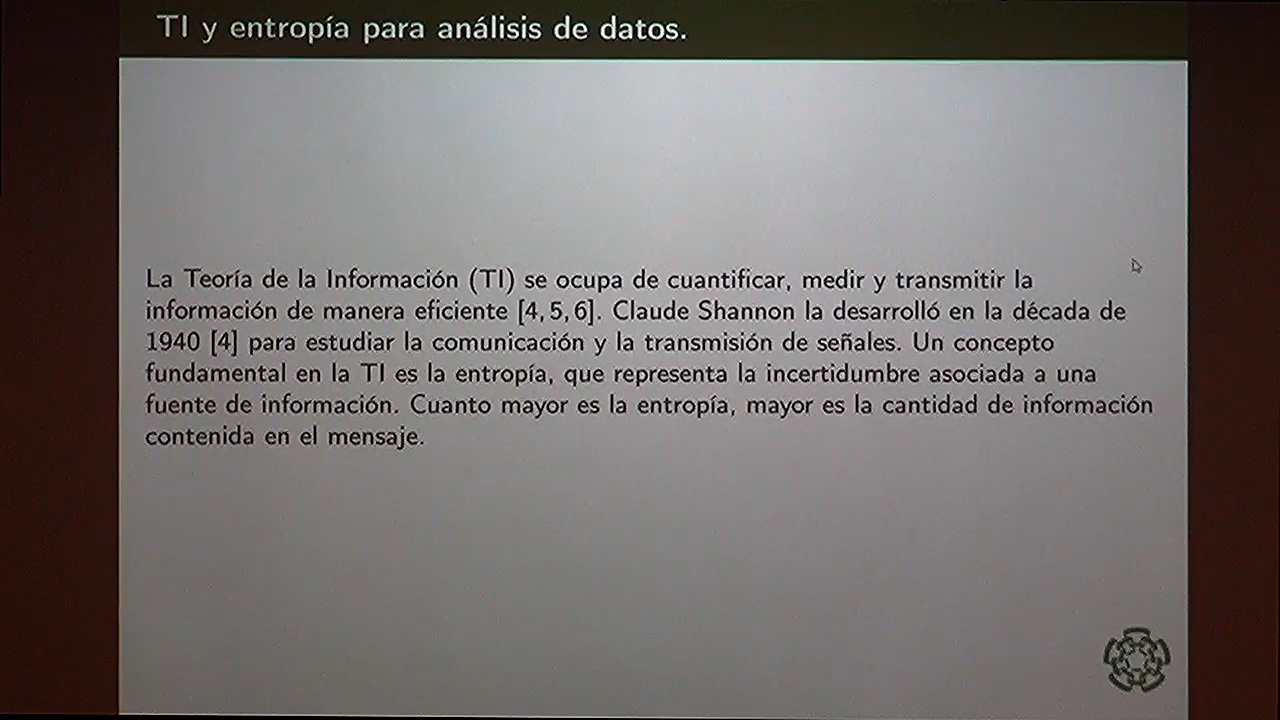 TI y entropía para análisis de datos.
La Teoría de la Información (TI) se ocupa de cuantificar, medir y transmitir la
información de manera eficiente [4, 5, 6]. Claude Shannon la desarrolló en la década de
1940 [4] para estudiar la comunicación y la transmisión de señales. Un concepto
fundamental en la TI es la entropía, que representa la incertidumbre asociada a una
fuente de información. Cuanto mayor es la entropía, mayor es la cantidad de información
contenida en el mensaje.